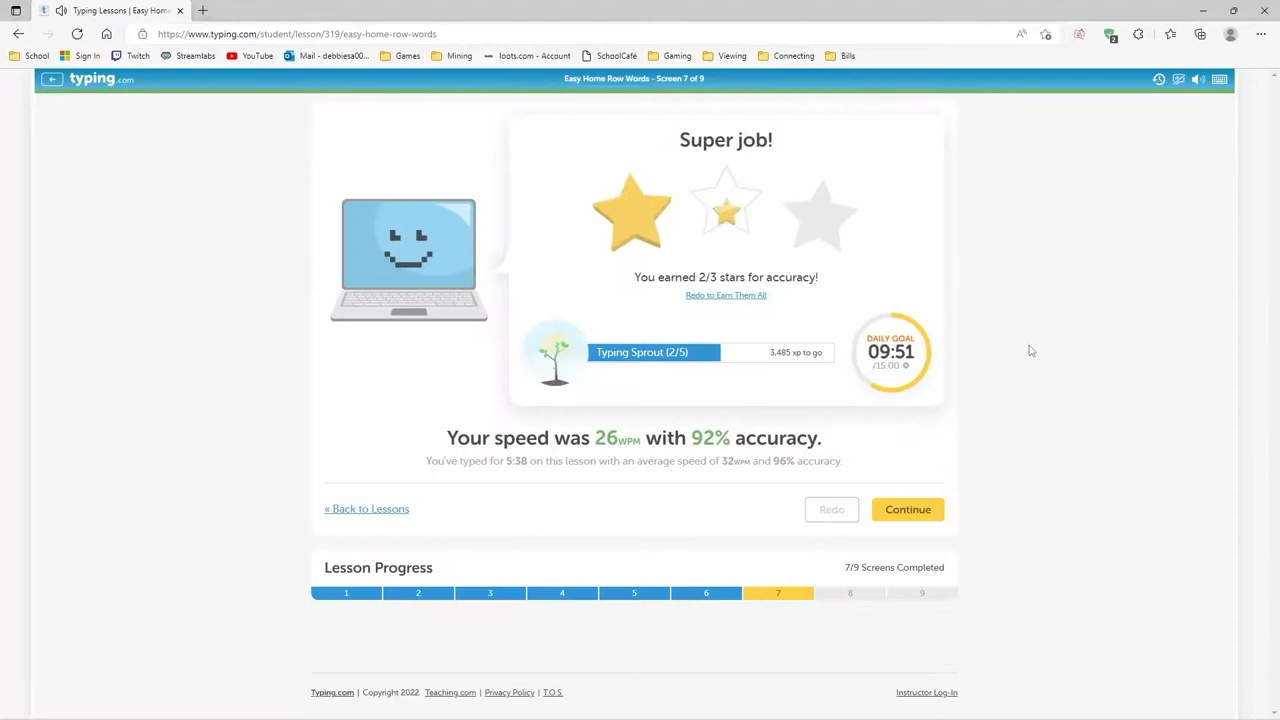 Typing Lessons | Easy Home
https://www.typing.com/student/lesson/319/easy-home-row-words
School
Sign In
Twitch
Streamlabs
YouTube
Mail - debbiesa00...
Games
Mining
loots.com - Account
SchoolCafé
Gaming
Viewing
Connecting
Bills
typing.com
Easy Home Row Words - Screen 7 of 9
Super job!
You earned 2/3 stars for accuracy!
Redo to Earn Them All
Typing Sprout (2/5)
3,485 xp to go
DAILY GOAL
09:51
/15:00
Your speed was 26WPM with 92% accuracy.
You've typed for 5:38 on this lesson with an average speed of 32WPM and 96% accuracy.
« Back to Lessons
Redo
Continue
Lesson Progress
7/9 Screens Completed
1 2 3 4 5 6 7 8 9
Typing.com | Copyright 2022 Teaching.com | Privacy Policy | T.O.S.
Instructor Log-In